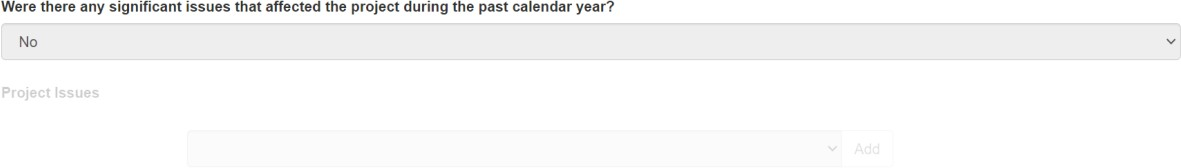 Were there any significant issues that affected the project during the past calendar year?
No
Project Issues
Add